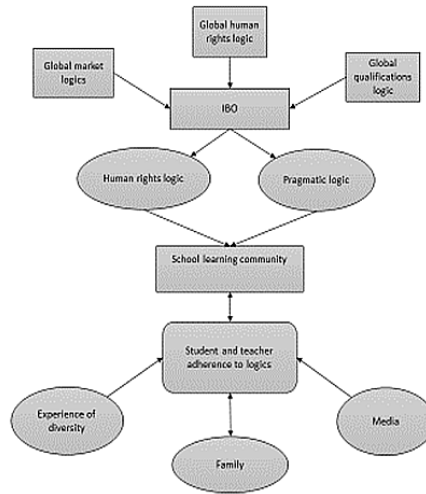 Global human
rights logic
Global market
logics
Global
qualifications
logic
IBO
Human rights logic
Pragmatic logic
School learning community
Student and teacher
adherence to logics
Experience of
diversity
Media
Family